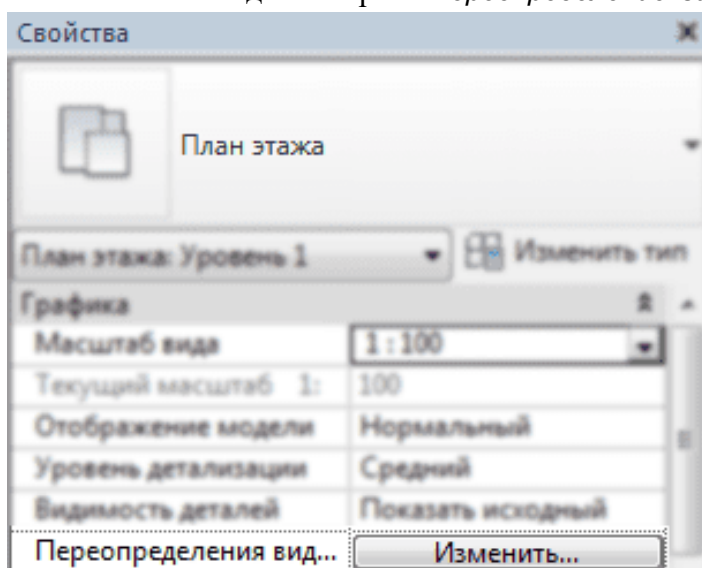 Свойства
План этажа
План этажа: Уровень 1 Изменить тип
Графика
Масштаб вида 1 : 100
Текущий масштаб 1: 100
Отображение модели Нормальный
Уровень детализации Средний
Видимость деталей Показать исходный
Переопределения вид... Изменить...